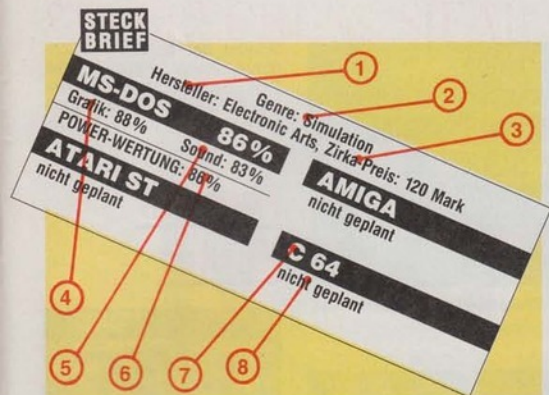 STECK
BRIEF
Genre: Simulation
Hersteller: Electronic Arts, Zirka-Preis: 120 Mark
MS-DOS 86%
Grafik: 88% Sound: 83%
POWER-WERTUNG: 86%
ATARI ST
nicht geplant
AMIGA
nicht geplant
C 64
nicht geplant
1
2
3
4
5
6
7
8